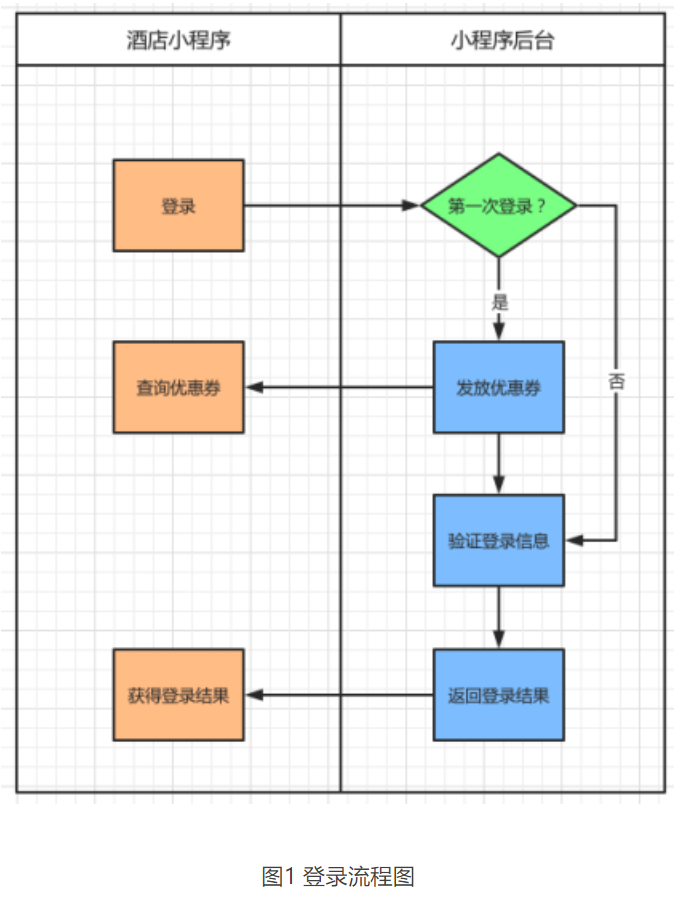 酒店小程序
小程序后台
登录
第一次登录？
是
否
查询优惠券
发放优惠券
验证登录信息
获得登录结果
返回登录结果
图1 登录流程图